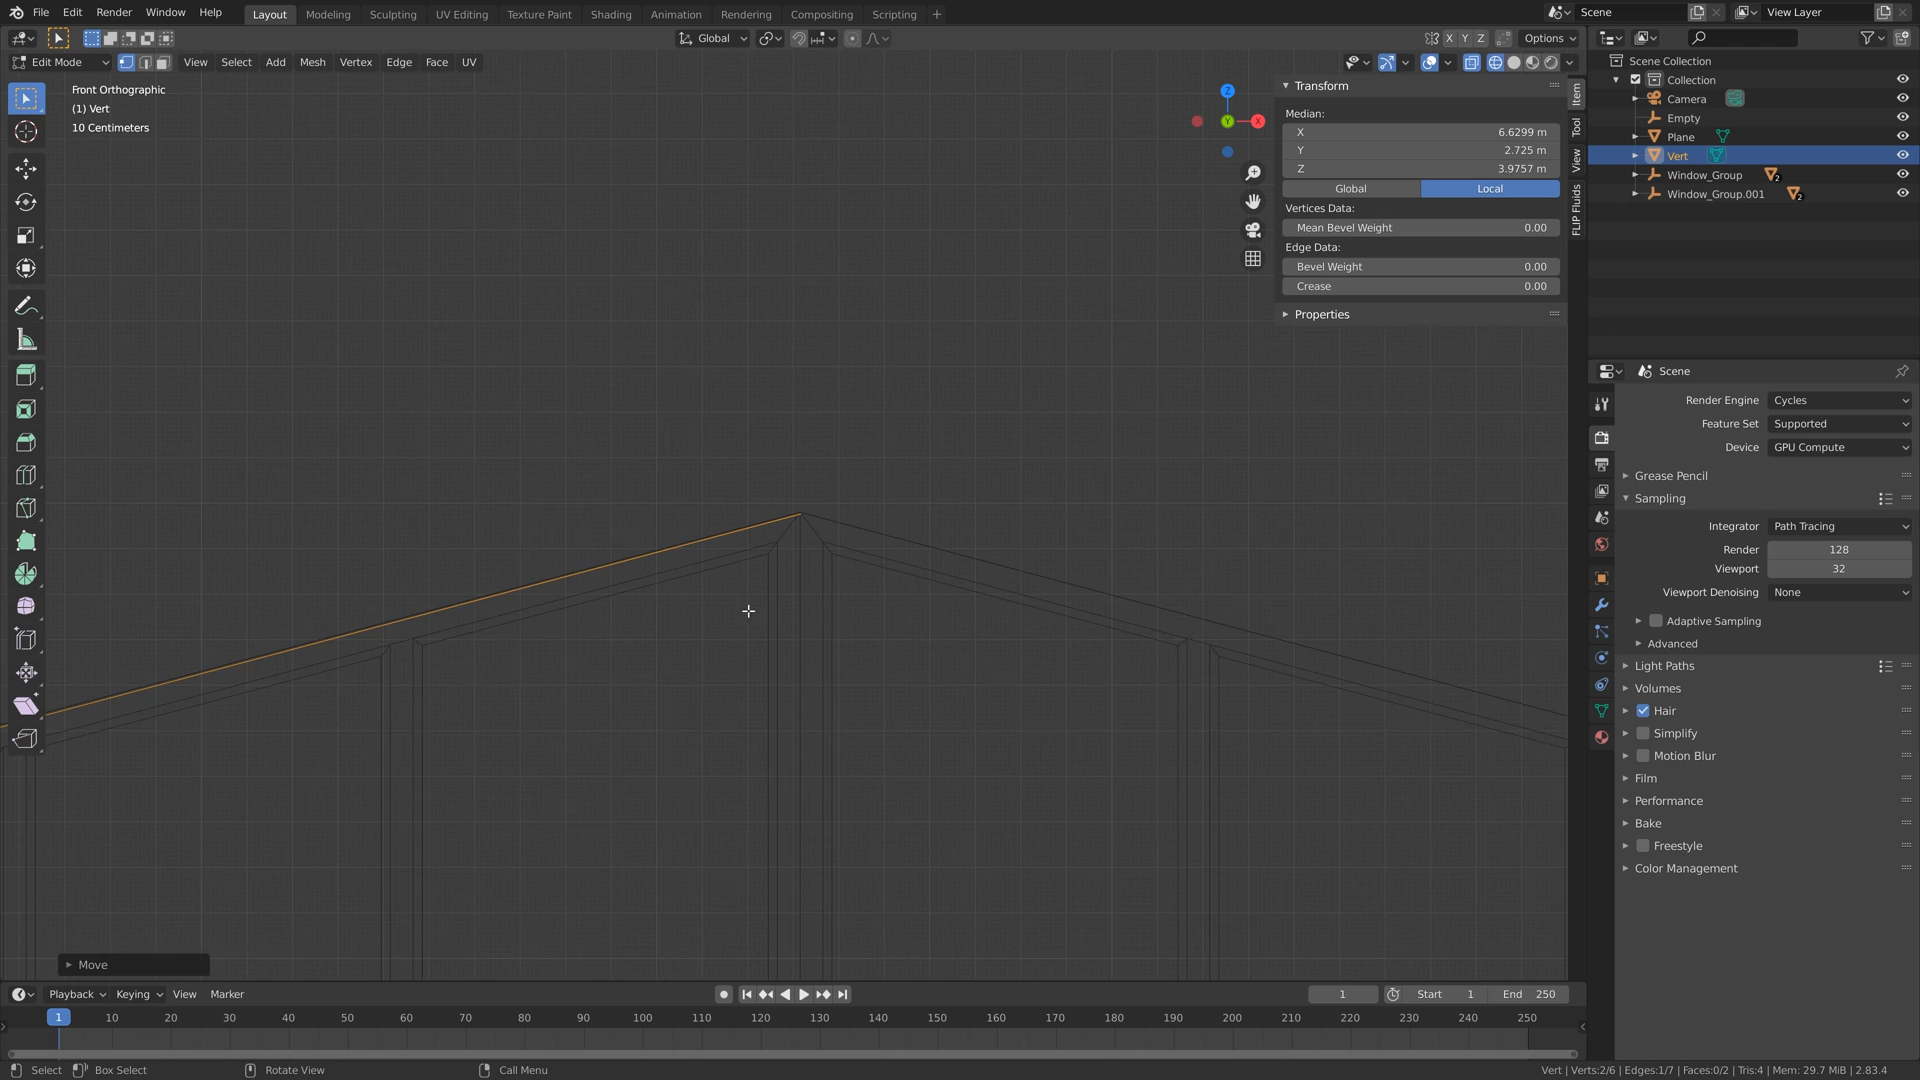 File Edit Render Window Help
Layout Modeling Sculpting UV Editing Texture Paint Shading Animation Rendering Compositing Scripting +
Scene
View Layer
Global
X Y Z
Options
Edit Mode
View Select Add Mesh Vertex Edge Face UV
Front Orthographic
(1) Vert
10 Centimeters
Z
Y
X
Transform
Median:
X 6.6299 m
Y 2.725 m
Z 3.9757 m
Global Local
Vertices Data:
Mean Bevel Weight 0.00
Edge Data:
Bevel Weight 0.00
Crease 0.00
Properties
Item
Tool
View
FLIP Fluids
Scene Collection
Collection
Camera
Empty
Plane
Vert
Window_Group 2
Window_Group.001 2
Scene
Render Engine Cycles
Feature Set Supported
Device GPU Compute
Grease Pencil
Sampling
Integrator Path Tracing
Render 128
Viewport 32
Viewport Denoising None
Adaptive Sampling
Advanced
Light Paths
Volumes
Hair
Simplify
Motion Blur
Film
Performance
Bake
Freestyle
Color Management
Move
Playback Keying View Marker
1
Start 1
End 250
1 10 20 30 40 50 60 70 80 90 100 110 120 130 140 150 160 170 180 190 200 210 220 230 240 250
Select Box Select Rotate View Call Menu
Vert | Verts:2/6 | Edges:1/7 | Faces:0/2 | Tris:4 | Mem: 29.7 MiB | 2.83.4